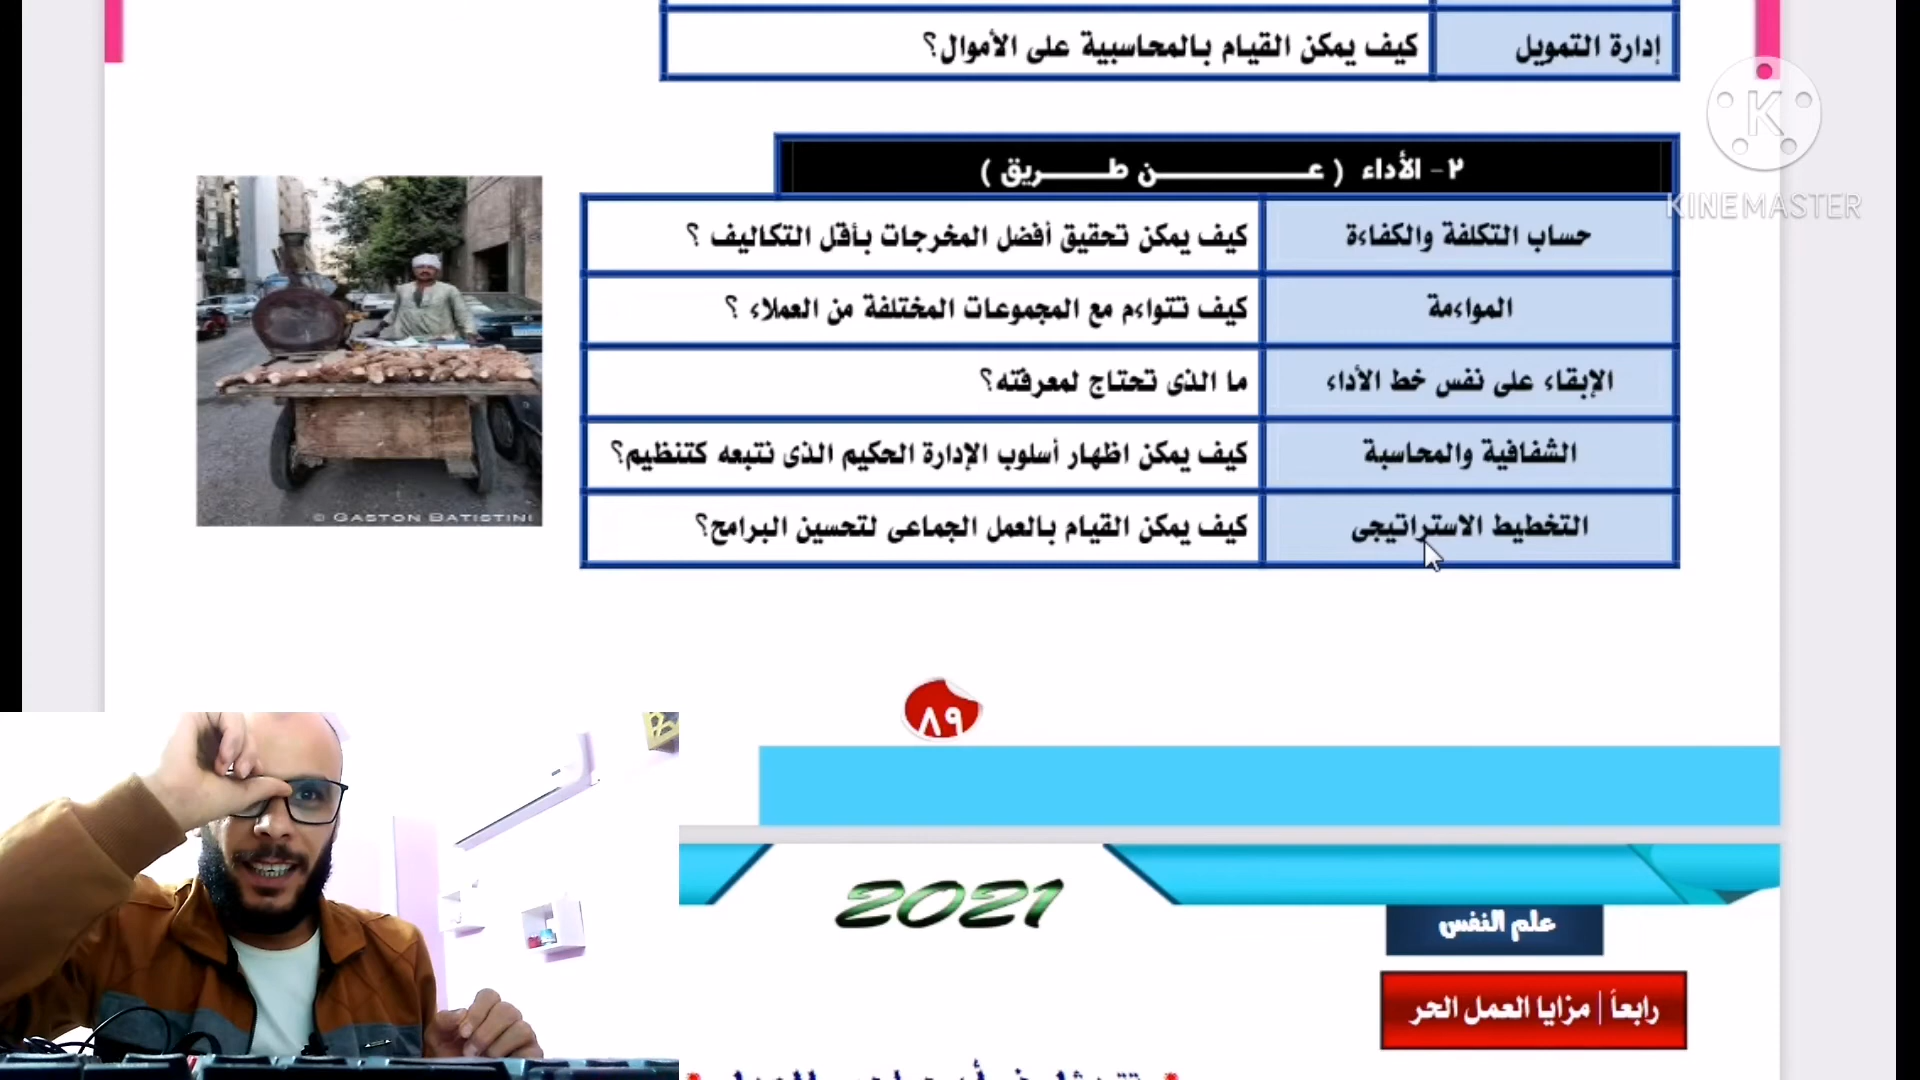 إدارة التمويل
كيف يمكن القيام بالمحاسبية على الأموال؟
KINEMASTER
٢- الأداء ( عـــــــن طـــــريق )
حساب التكلفة والكفاءة
كيف يمكن تحقيق أفضل المخرجات بأقل التكاليف ؟
المواءمة
كيف تتواءم مع المجموعات المختلفة من العملاء ؟
الإبقاء على نفس خط الأداء
ما الذى تحتاج لمعرفته؟
الشفافية والمحاسبة
كيف يمكن اظهار أسلوب الإدارة الحكيم الذى نتبعه كتنظيم؟
التخطيط الاستراتيجى
كيف يمكن القيام بالعمل الجماعى لتحسين البرامج؟
© GASTON BATISTINI
٨٩
2021
علم النفس
رابعاً | مزايا العمل الحر